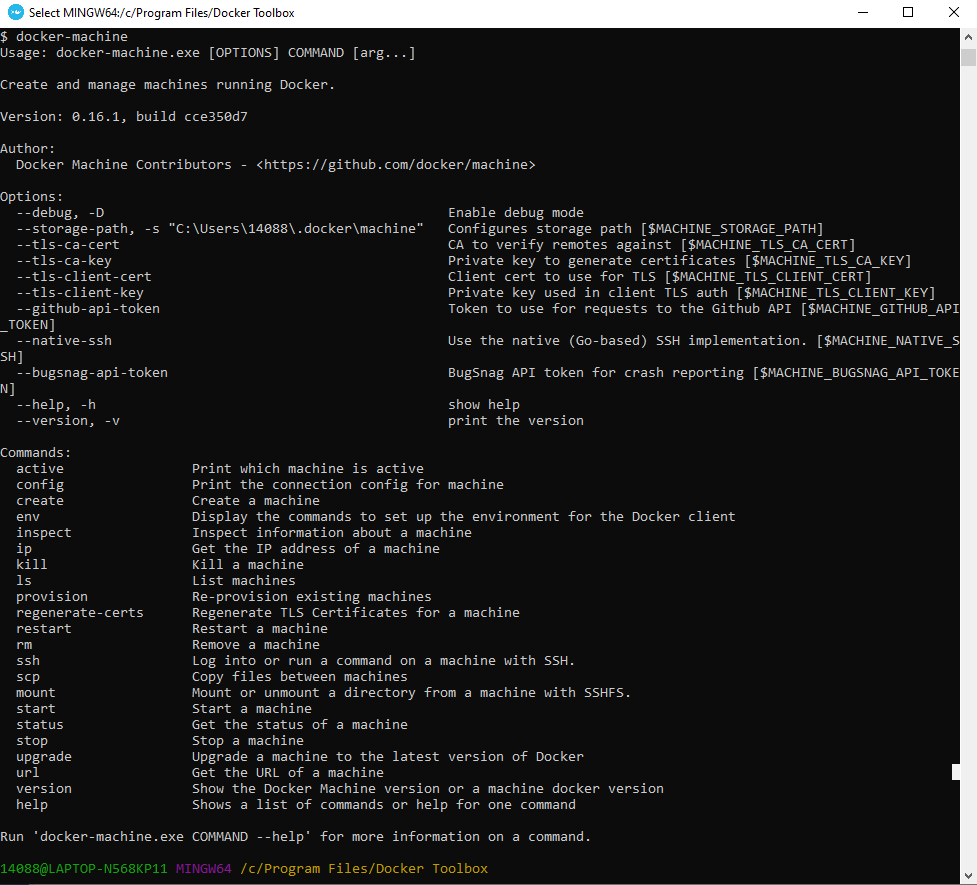 Select MINGW64:/c/Program Files/Docker Toolbox
$ docker-machine
Usage: docker-machine.exe [OPTIONS] COMMAND [arg...]
Create and manage machines running Docker.
Version: 0.16.1, build cce350d7
Author:
  Docker Machine Contributors - <https://github.com/docker/machine>
Options:
  --debug, -D                                           Enable debug mode
  --storage-path, -s "C:\Users\14088\.docker\machine"   Configures storage path [$MACHINE_STORAGE_PATH]
  --tls-ca-cert                                         CA to verify remotes against [$MACHINE_TLS_CA_CERT]
  --tls-ca-key                                          Private key to generate certificates [$MACHINE_TLS_CA_KEY]
  --tls-client-cert                                     Client cert to use for TLS [$MACHINE_TLS_CLIENT_CERT]
  --tls-client-key                                      Private key used in client TLS auth [$MACHINE_TLS_CLIENT_KEY]
  --github-api-token                                    Token to use for requests to the Github API [$MACHINE_GITHUB_API
_TOKEN]
  --native-ssh                                          Use the native (Go-based) SSH implementation. [$MACHINE_NATIVE_S
SH]
  --bugsnag-api-token                                   BugSnag API token for crash reporting [$MACHINE_BUGSNAG_API_TOKE
N]
  --help, -h                                            show help
  --version, -v                                         print the version
Commands:
  active                Print which machine is active
  config                Print the connection config for machine
  create                Create a machine
  env                   Display the commands to set up the environment for the Docker client
  inspect               Inspect information about a machine
  ip                    Get the IP address of a machine
  kill                  Kill a machine
  ls                    List machines
  provision             Re-provision existing machines
  regenerate-certs      Regenerate TLS Certificates for a machine
  restart               Restart a machine
  rm                    Remove a machine
  ssh                   Log into or run a command on a machine with SSH.
  scp                   Copy files between machines
  mount                 Mount or unmount a directory from a machine with SSHFS.
  start                 Start a machine
  status                Get the status of a machine
  stop                  Stop a machine
  upgrade               Upgrade a machine to the latest version of Docker
  url                   Get the URL of a machine
  version               Show the Docker Machine version or a machine docker version
  help                  Shows a list of commands or help for one command
Run 'docker-machine.exe COMMAND --help' for more information on a command.
14088@LAPTOP-N568KP11 MINGW64 /c/Program Files/Docker Toolbox